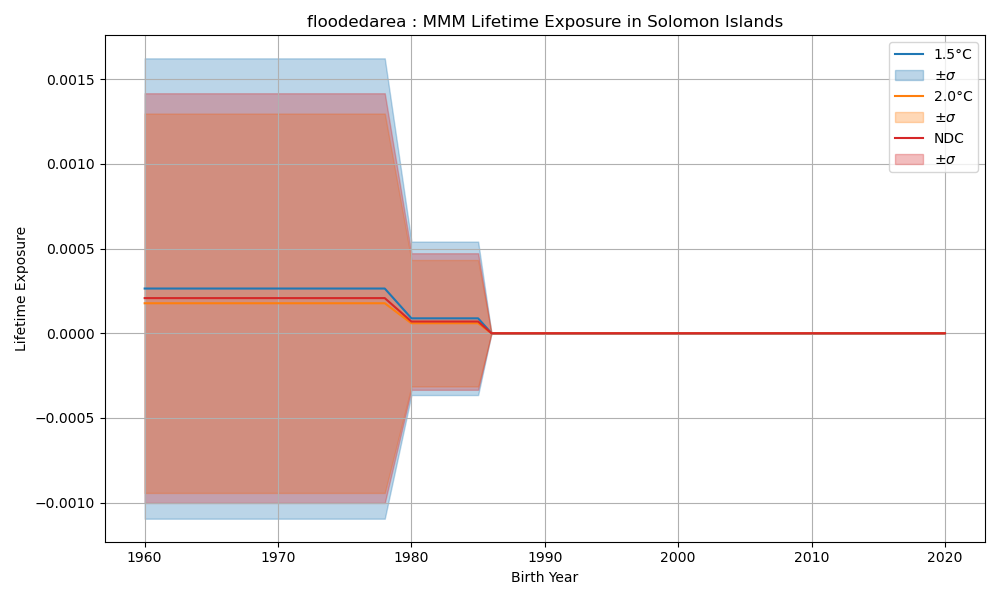 floodedarea : MMM Lifetime Exposure in Solomon Islands
1.5°C
±σ
2.0°C
±σ
NDC
±σ
Lifetime Exposure
0.0015
0.0010
0.0005
0.0000
−0.0005
−0.0010
1960 1970 1980 1990 2000 2010 2020
Birth Year